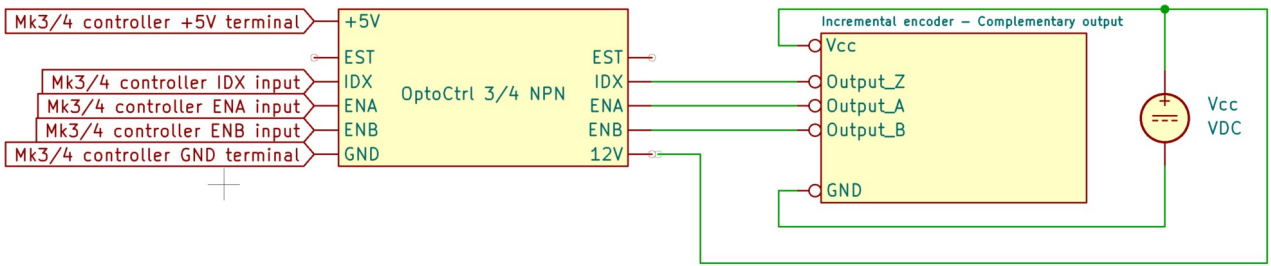 Mk3/4 controller +5V terminal
+5V
Incremental encoder – Complementary output
Vcc
EST
EST
Mk3/4 controller IDX input
IDX
OptoCtrl 3/4 NPN
IDX
Output_Z
Mk3/4 controller ENA input
ENA
ENA
Output_A
Vcc
VDC
Mk3/4 controller ENB input
ENB
ENB
Output_B
Mk3/4 controller GND terminal
GND
12V
GND